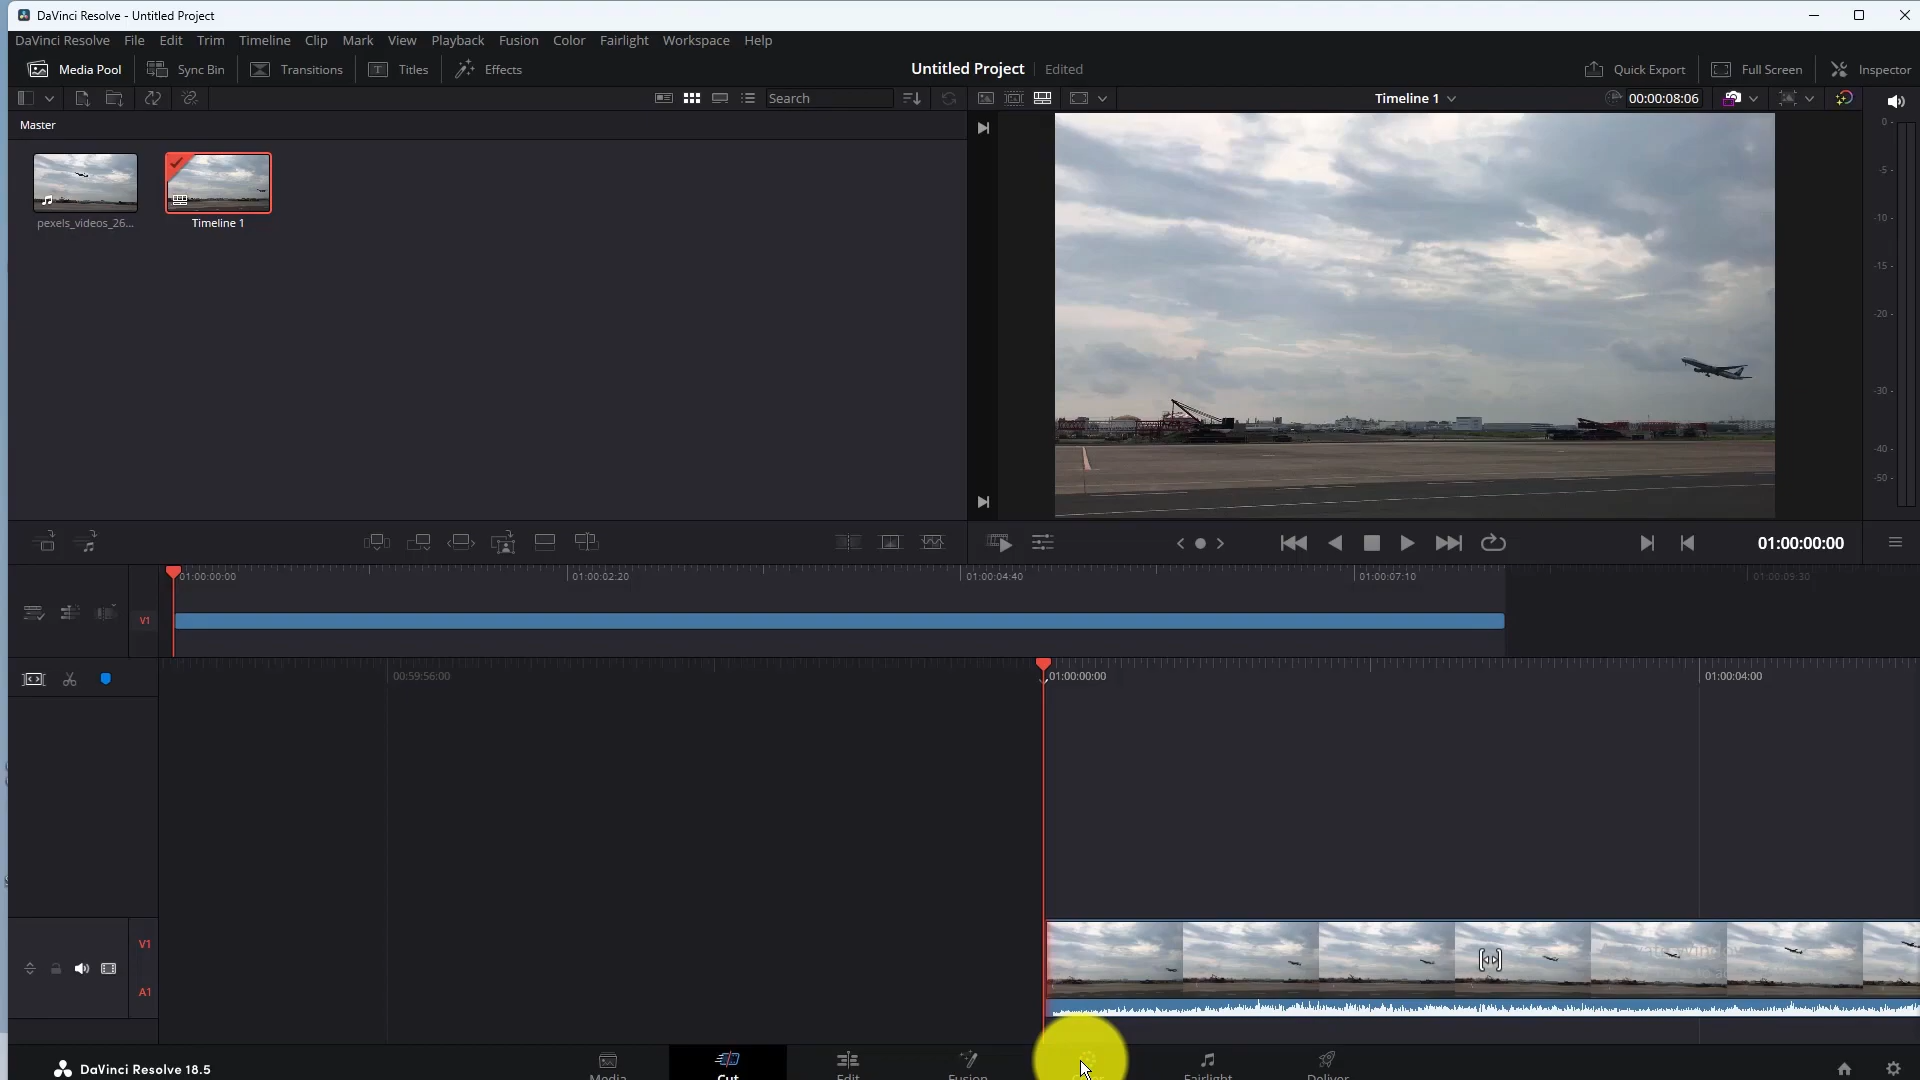 DaVinci Resolve - Untitled Project
DaVinci Resolve File Edit Trim Timeline Clip Mark View Playback Fusion Color Fairlight Workspace Help
Media Pool Sync Bin Transitions Titles Effects Untitled Project Edited Quick Export Full Screen Inspector
Search Timeline 1 00:00:08:06
Master
0
-5
-10
-15
-20
-30
-40
-50
pexels_videos_26... Timeline 1
01:00:00:00
01:00:00:00 01:00:02:20 01:00:04:40 01:00:07:10 01:00:09:30
V1
00:59:56:00 01:00:00:00 01:00:04:00
V1
A1
DaVinci Resolve 18.5 Media Cut Edit Fusion Color Fairlight Deliver